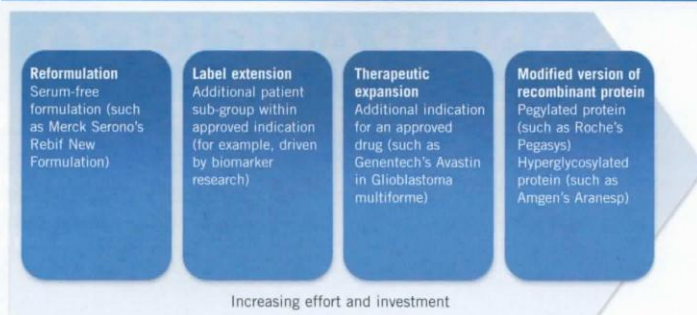 Reformulation
Serum-free
formulation (such
as Merck Serono's
Rebif New
Formulation)
Label extension
Additional patient
sub-group within
approved indication
(for example, driven
by biomarker
research)
Therapeutic
expansion
Additional indication
for an approved
drug (such as
Genentech's Avastin
in Glioblastoma
multiforme)
Modified version of
recombinant protein
Pegylated protein
(such as Roche's
Pegasys)
Hyperglycosylated
protein (such as
Amgen's Aranesp)
Increasing effort and investment